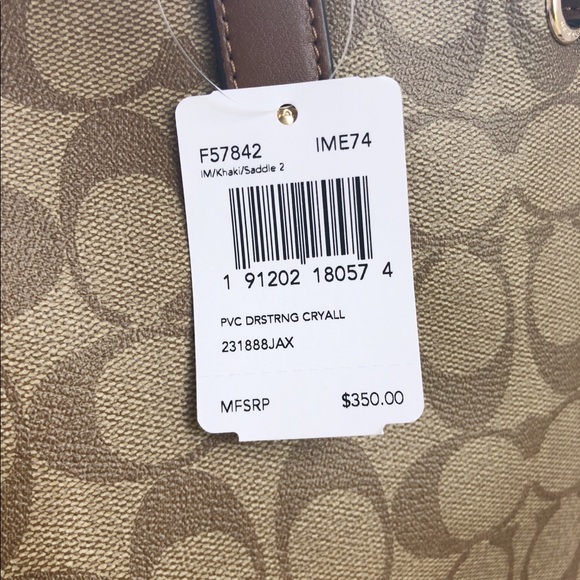 F57842 IME74
IM/Khaki/Saddle 2
1 91202 18057 4
PVC DRSTRNG CRYALL
231888JAX
MFSRP $350.00